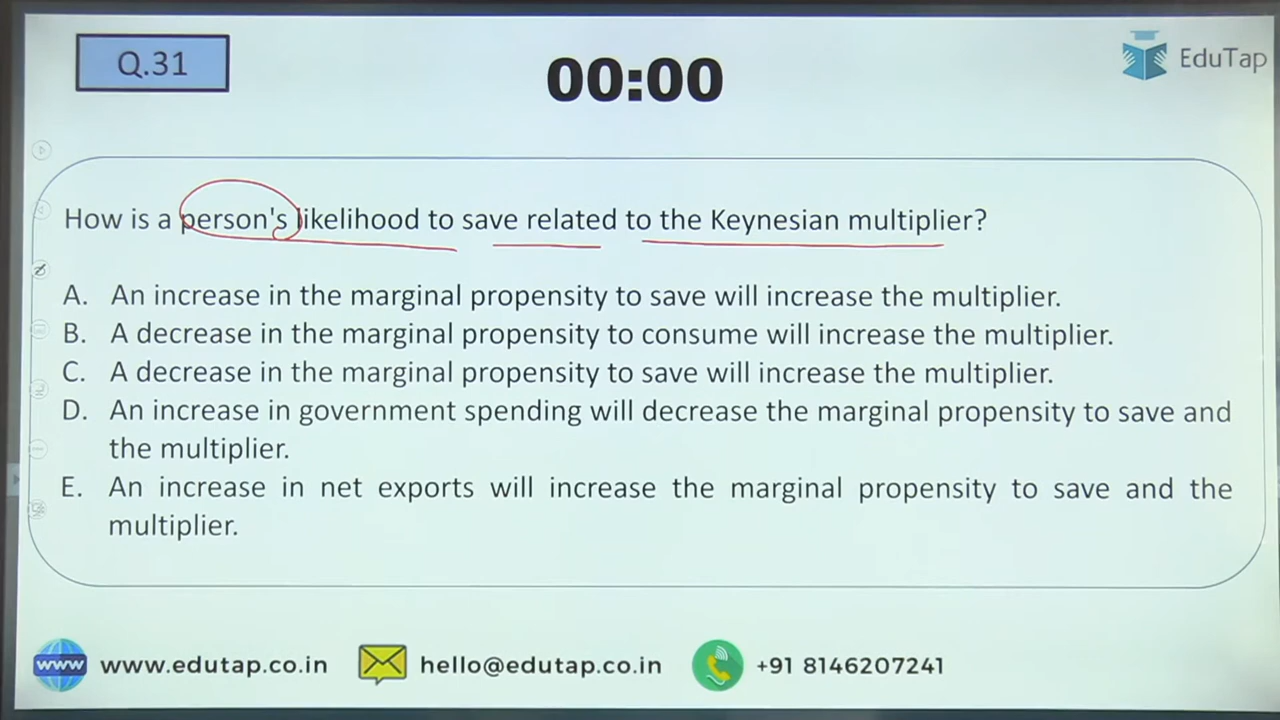 Q.31
00:00
EduTap
How is a person's likelihood to save related to the Keynesian multiplier?
A. An increase in the marginal propensity to save will increase the multiplier.
B. A decrease in the marginal propensity to consume will increase the multiplier.
C. A decrease in the marginal propensity to save will increase the multiplier.
D. An increase in government spending will decrease the marginal propensity to save and
the multiplier.
E. An increase in net exports will increase the marginal propensity to save and the
multiplier.
www www.edutap.co.in hello@edutap.co.in +91 8146207241